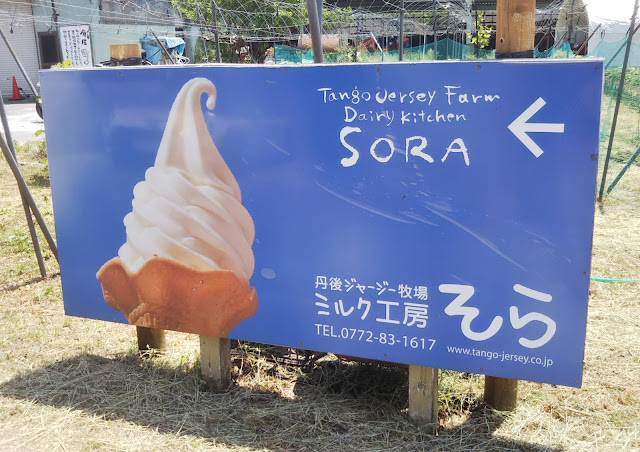 Tango Jersey Farm
Dairy Kitchen
SORA
丹後ジャージー牧場
ミルク工房 そら
TEL.0772-83-1617
www.tango-jersey.co.jp